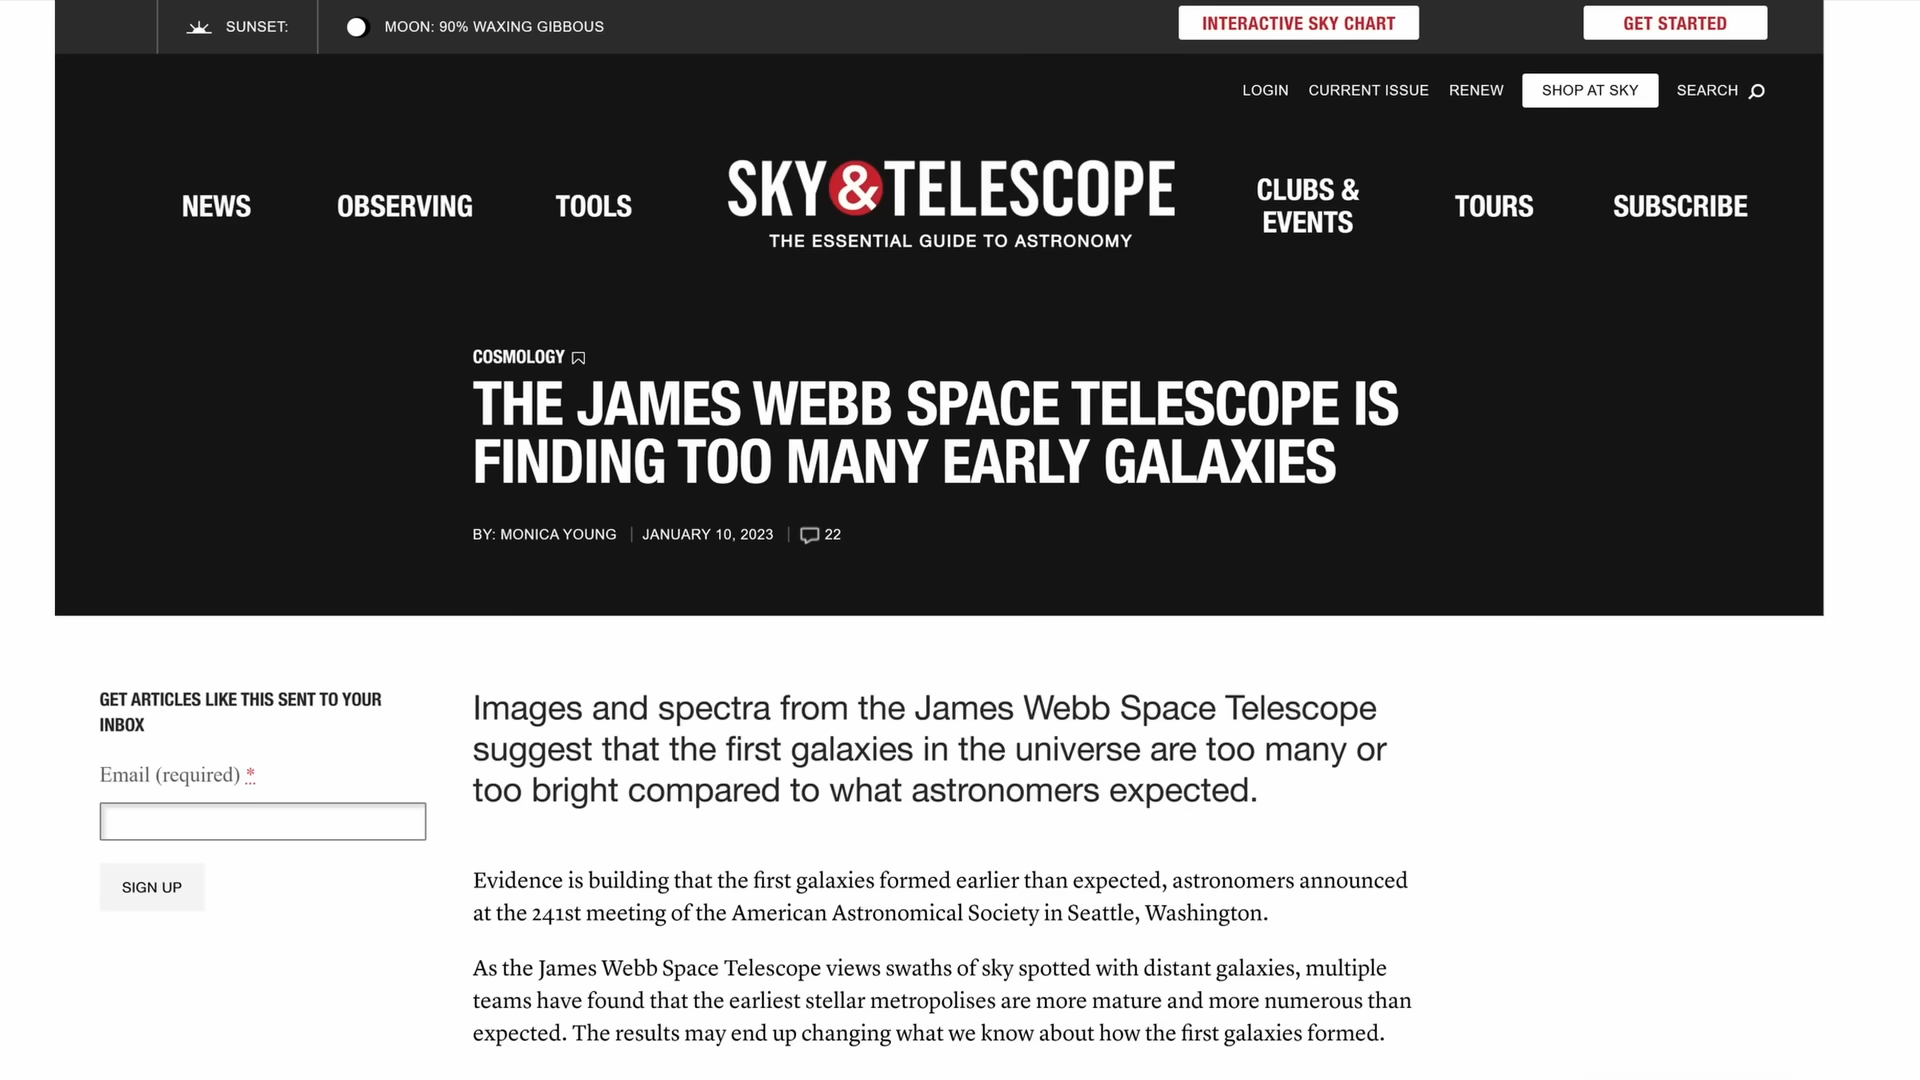 SUNSET:
MOON: 90% WAXING GIBBOUS
INTERACTIVE SKY CHART
GET STARTED
LOGIN
CURRENT ISSUE
RENEW
SHOP AT SKY
SEARCH
NEWS
OBSERVING
TOOLS
SKY&TELESCOPE
THE ESSENTIAL GUIDE TO ASTRONOMY
CLUBS &
EVENTS
TOURS
SUBSCRIBE
COSMOLOGY
THE JAMES WEBB SPACE TELESCOPE IS
FINDING TOO MANY EARLY GALAXIES
BY: MONICA YOUNG
JANUARY 10, 2023
22
GET ARTICLES LIKE THIS SENT TO YOUR
INBOX
Email (required) *
SIGN UP
Images and spectra from the James Webb Space Telescope
suggest that the first galaxies in the universe are too many or
too bright compared to what astronomers expected.
Evidence is building that the first galaxies formed earlier than expected, astronomers announced
at the 241st meeting of the American Astronomical Society in Seattle, Washington.
As the James Webb Space Telescope views swaths of sky spotted with distant galaxies, multiple
teams have found that the earliest stellar metropolises are more mature and more numerous than
expected. The results may end up changing what we know about how the first galaxies formed.